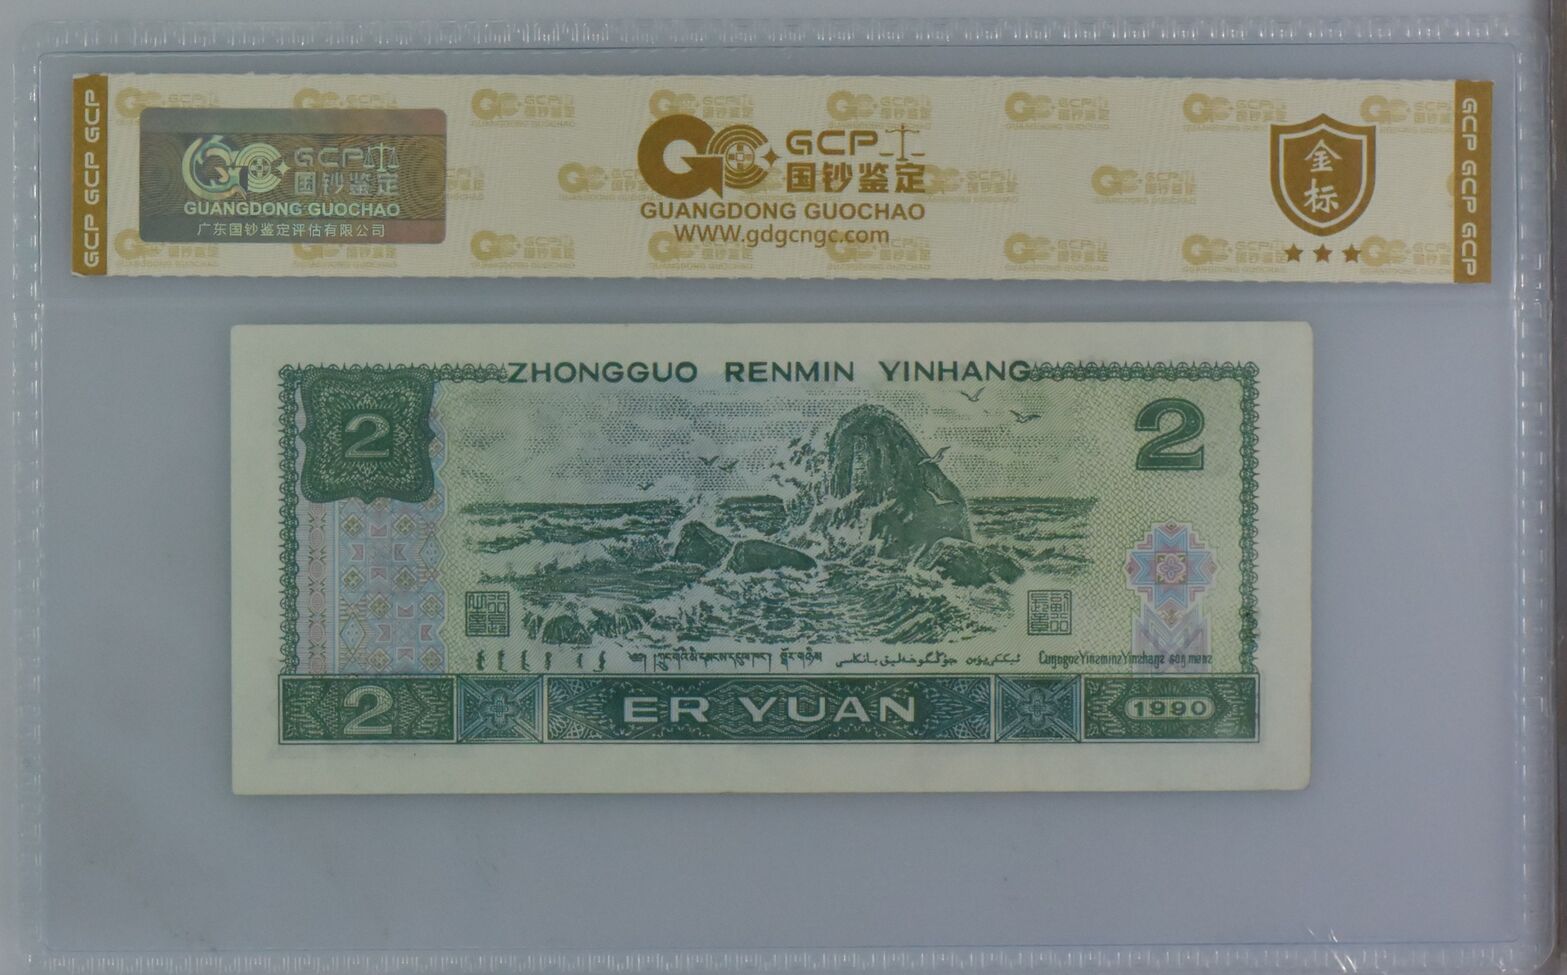 GCP GCP GCP
GCP
国钞鉴定
GUANGDONG GUOCHAO
广东国钞鉴定评估有限公司
GCP
国钞鉴定
GUANGDONG GUOCHAO
WWW.gdgcngc.com
金标
GCP GCP GCP
ZHONGGUO RENMIN YINHANG
2
2
2
ER YUAN
1990